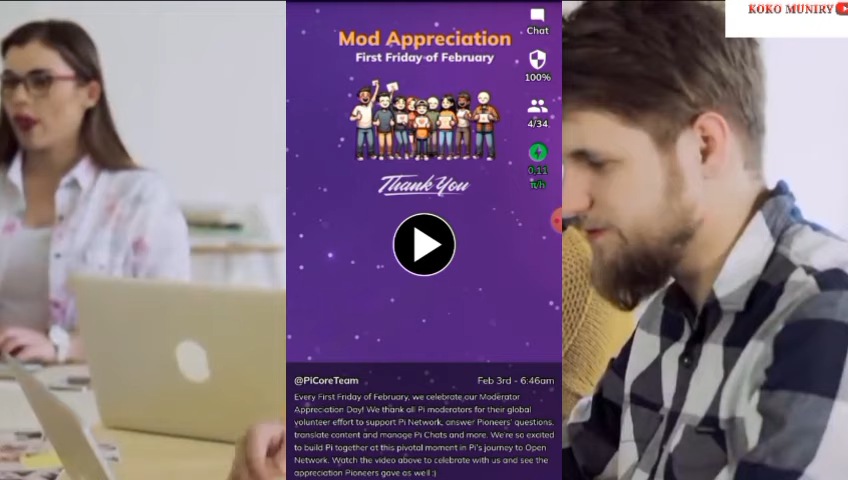 KOKO MUNIRY
Mod Appreciation
First Friday of February
Chat
100%
4/34
0.11
π/h
Thank You
@PiCoreTeam Feb 3rd - 6:46am
Every First Friday of February, we celebrate our Moderator
Appreciation Day! We thank all Pi moderators for their global
volunteer effort to support Pi Network, answer Pioneers' questions,
translate content and manage Pi Chats and more. We're so excited
to build Pi together at this pivotal moment in Pi's journey to Open
Network. Watch the video above to celebrate with us and see the
appreciation Pioneers gave as well :)